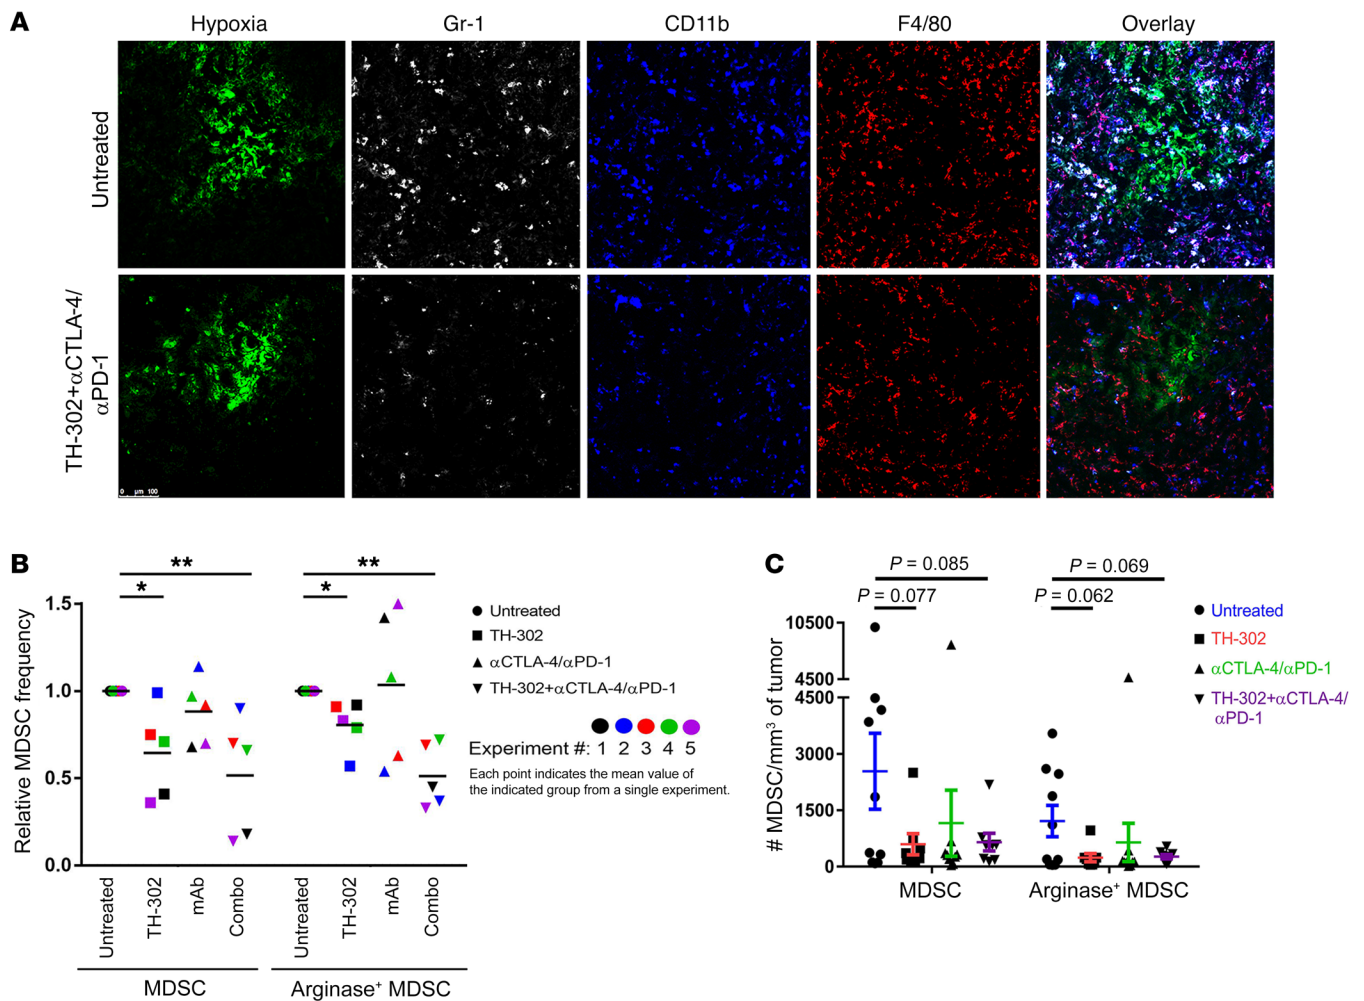 A
Hypoxia Gr-1 CD11b F4/80 Overlay
Untreated
TH-302+αCTLA-4/
αPD-1
0 µm 100
B
** **
* *
Relative MDSC frequency
1.5
1.0
0.5
0.0
Untreated TH-302 mAb Combo Untreated TH-302 mAb Combo
MDSC Arginase⁺ MDSC
Untreated
TH-302
αCTLA-4/αPD-1
TH-302+αCTLA-4/αPD-1
Experiment #: 1 2 3 4 5
Each point indicates the mean value of
the indicated group from a single experiment.
C
P = 0.085 P = 0.069
P = 0.077 P = 0.062
# MDSC/mm³ of tumor
10500
4500
4500
3000
1500
0
MDSC Arginase⁺ MDSC
Untreated
TH-302
αCTLA-4/αPD-1
TH-302+αCTLA-4/
αPD-1